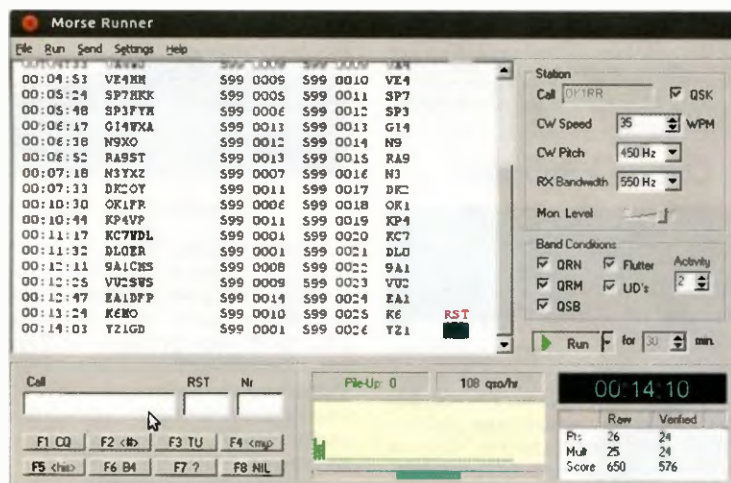 Morse Runner
File Run Send Settings Help
00:04:53 VE4MM 599 0009 599 0010 VE4
00:05:24 SP7HKK 599 0005 599 0011 SP7
00:05:48 SP3FYM 599 0006 599 0012 SP3
00:06:17 GI4WXA 599 0013 599 0013 GI4
00:06:38 N9XO 599 0012 599 0014 N9
00:06:52 RA9ST 599 0013 599 0015 RA9
00:07:18 N3YXZ 599 0007 599 0016 N3
00:07:33 DK2OY 599 0011 599 0017 DK2
00:10:30 OK1FR 599 0006 599 0018 OK1
00:10:44 KP4VP 599 0011 599 0019 KP4
00:11:17 KC7WDL 599 0001 599 0020 KC7
00:11:32 DL0ER 599 0001 599 0021 DL0
00:12:11 9A1CMS 599 0008 599 0022 9A1
00:12:25 VU2SWS 599 0009 599 0023 VU2
00:12:47 EA1DFP 599 0014 599 0024 EA1
00:13:24 K6MO 599 0010 599 0025 K6 RST
00:14:03 YZ1GD 599 0001 599 0026 YZ1
Station
Call OK1RR QSK
CW Speed 35 WPM
CW Pitch 450 Hz
RX Bandwidth 550 Hz
Mon. Level
Band Conditions
QRN Flutter Activity
QRM LID's 2
QSB
Run for 30 min.
Call RST Nr
F1 CQ F2 <#> F3 TU F4 <my>
F5 <his> F6 B4 F7 ? F8 NIL
Pile-Up: 0 108 qso/hr
00:14:10
Raw Verified
Pts 26 24
Mult 25 24
Score 650 576